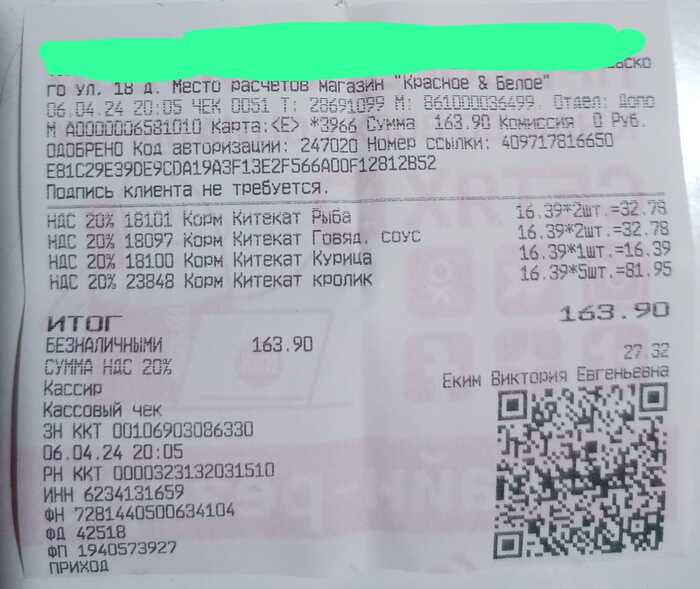 го ул, 18 д. Место расчетов магазин "Красное & Белое"
06.04.24 20:05 ЧЕК 0051 Т: 28691099 М: 861000036499. Отдел: Допо
М A0000006581010 Карта:<E> *3966 Сумма 163.90 Комиссия 0 Руб.
ОДОБРЕНО Код авторизации: 247020 Номер ссылки: 409717816650
E81C29E39DE9CDA19A3F13E2F566A00F12812B52
Подпись клиента не требуется.
НДС 20% 18101 Корм Китекат Рыба 16.39*2шт.=32.78
НДС 20% 18097 Корм Китекат Говяд. соус 16.39*2шт.=32.78
НДС 20% 18100 Корм Китекат Курица 16.39*1шт.=16.39
НДС 20% 23848 Корм Китекат кролик 16.39*5шт.=81.95
ИТОГ 163.90
БЕЗНАЛИЧНЫМИ 163.90
СУММА НДС 20% 27.32
Кассир Еким Виктория Евгеньевна
Кассовый чек
ЗН ККТ 00106903086330
06.04.24 20:05
РН ККТ 0000323132031510
ИНН 6234131659
ФН 7281440500634104
ФД 42518
ФП 1940573927
ПРИХОД